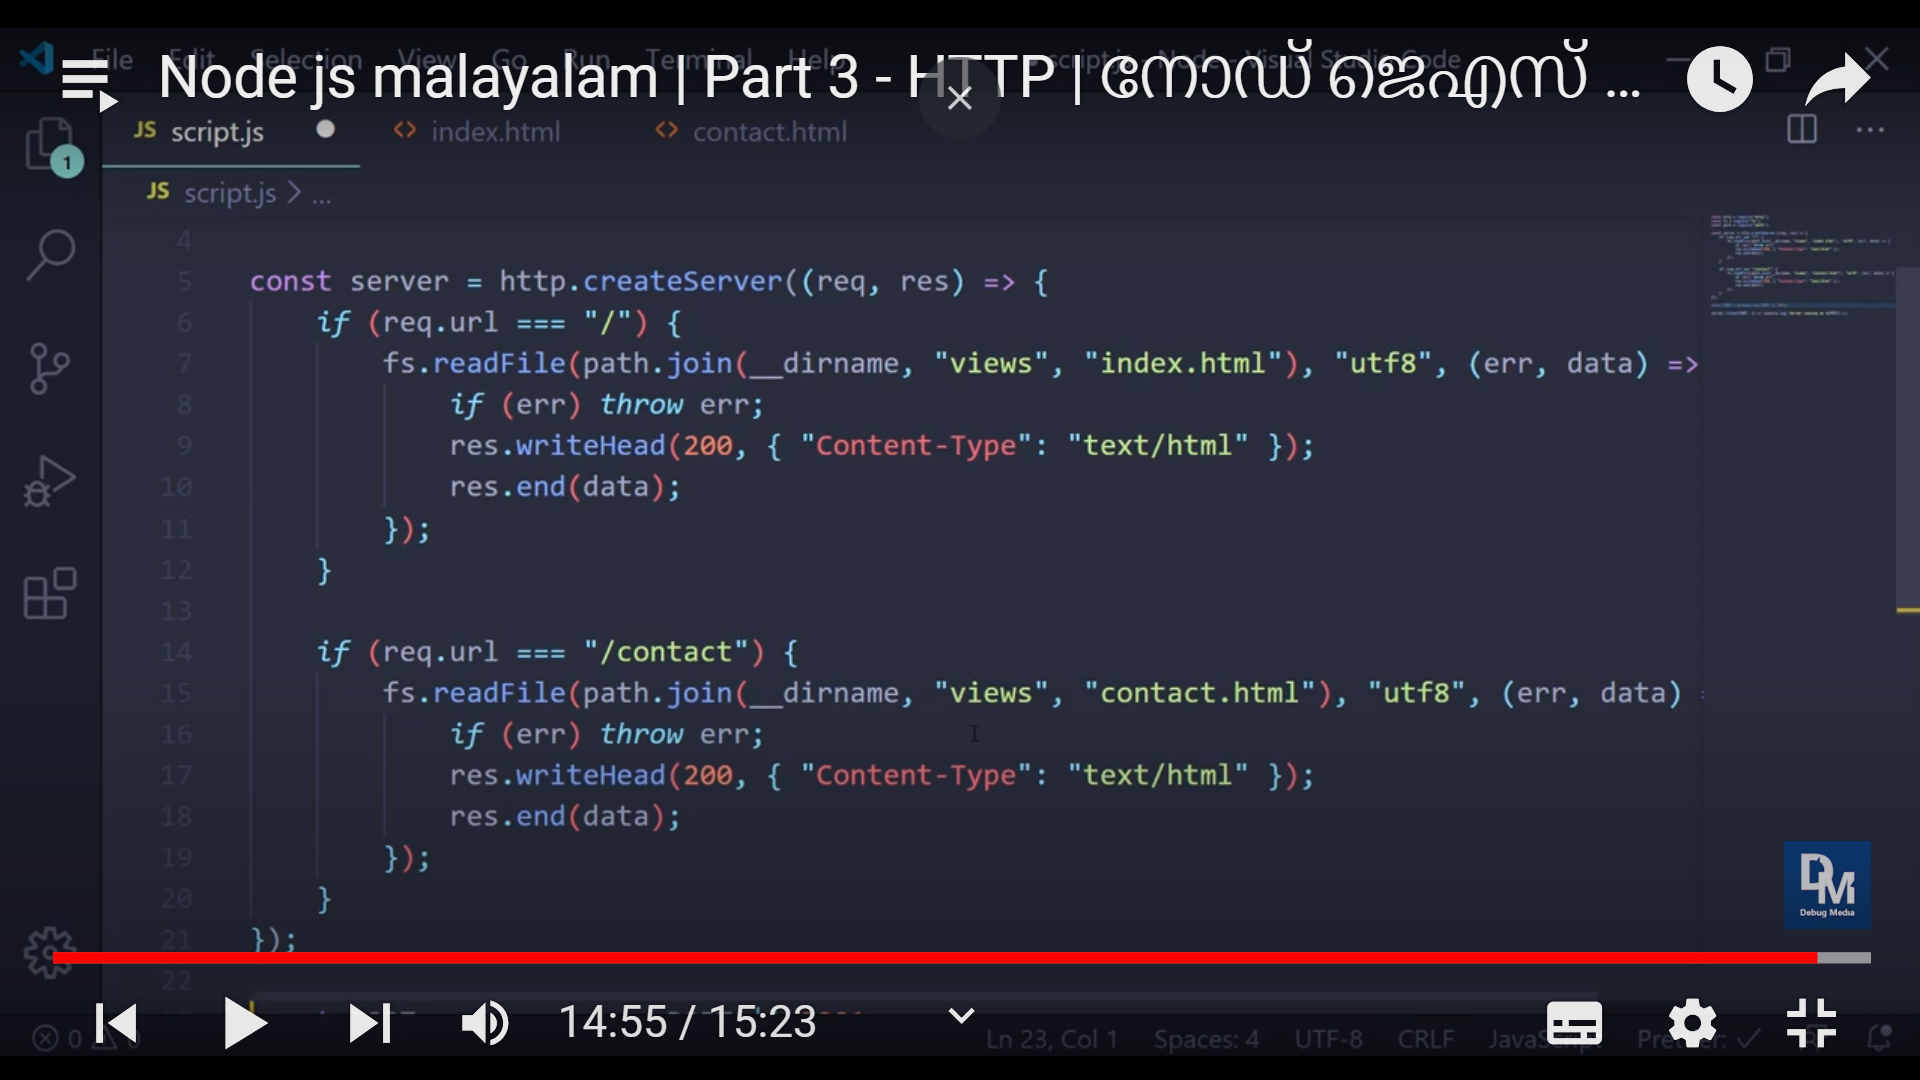 File Edit Selection View Go Run Terminal Help script.js - Node - Visual Studio Code
Node js malayalam | Part 3 - HTTP | നോഡ് ജെഎസ് ...
JS script.js index.html contact.html
1
JS script.js > ...
4
5 const server = http.createServer((req, res) => {
6 if (req.url === "/") {
7 fs.readFile(path.join(__dirname, "views", "index.html"), "utf8", (err, data) =>
8 if (err) throw err;
9 res.writeHead(200, { "Content-Type": "text/html" });
10 res.end(data);
11 });
12 }
13
14 if (req.url === "/contact") {
15 fs.readFile(path.join(__dirname, "views", "contact.html"), "utf8", (err, data)
16 if (err) throw err;
17 res.writeHead(200, { "Content-Type": "text/html" });
18 res.end(data);
19 });
20 }
21 });
22
DM
Debug Media
14:55 / 15:23
0 0 Ln 23, Col 1 Spaces: 4 UTF-8 CRLF